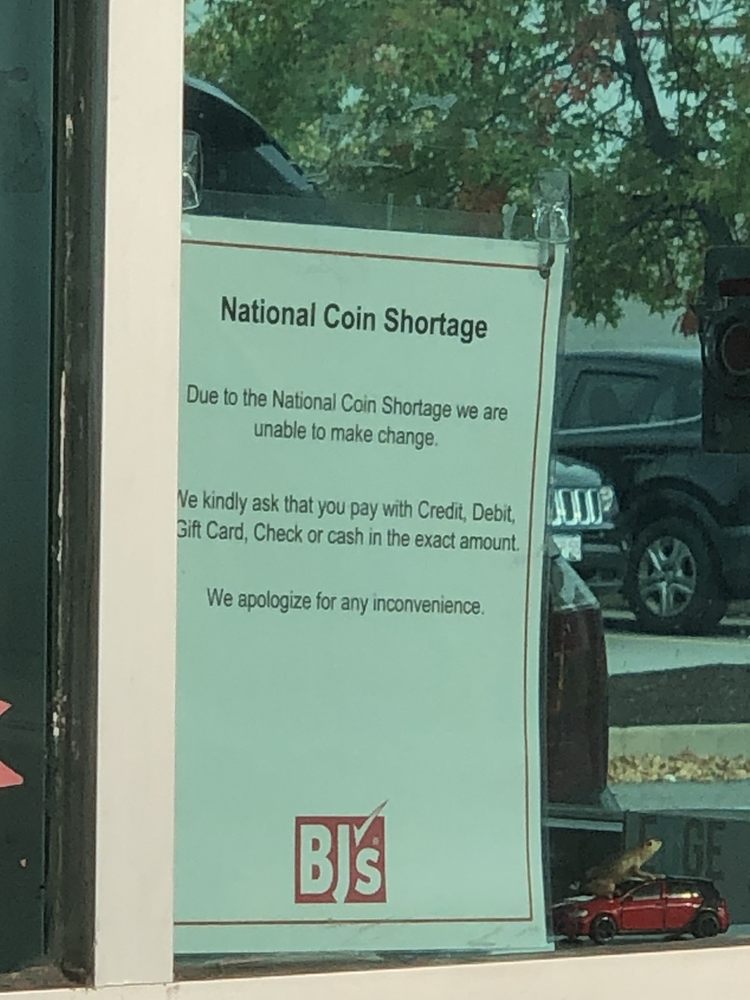 National Coin Shortage
Due to the National Coin Shortage we are
unable to make change.
We kindly ask that you pay with Credit, Debit,
Gift Card, Check or cash in the exact amount.
We apologize for any inconvenience.
BJ's
GE